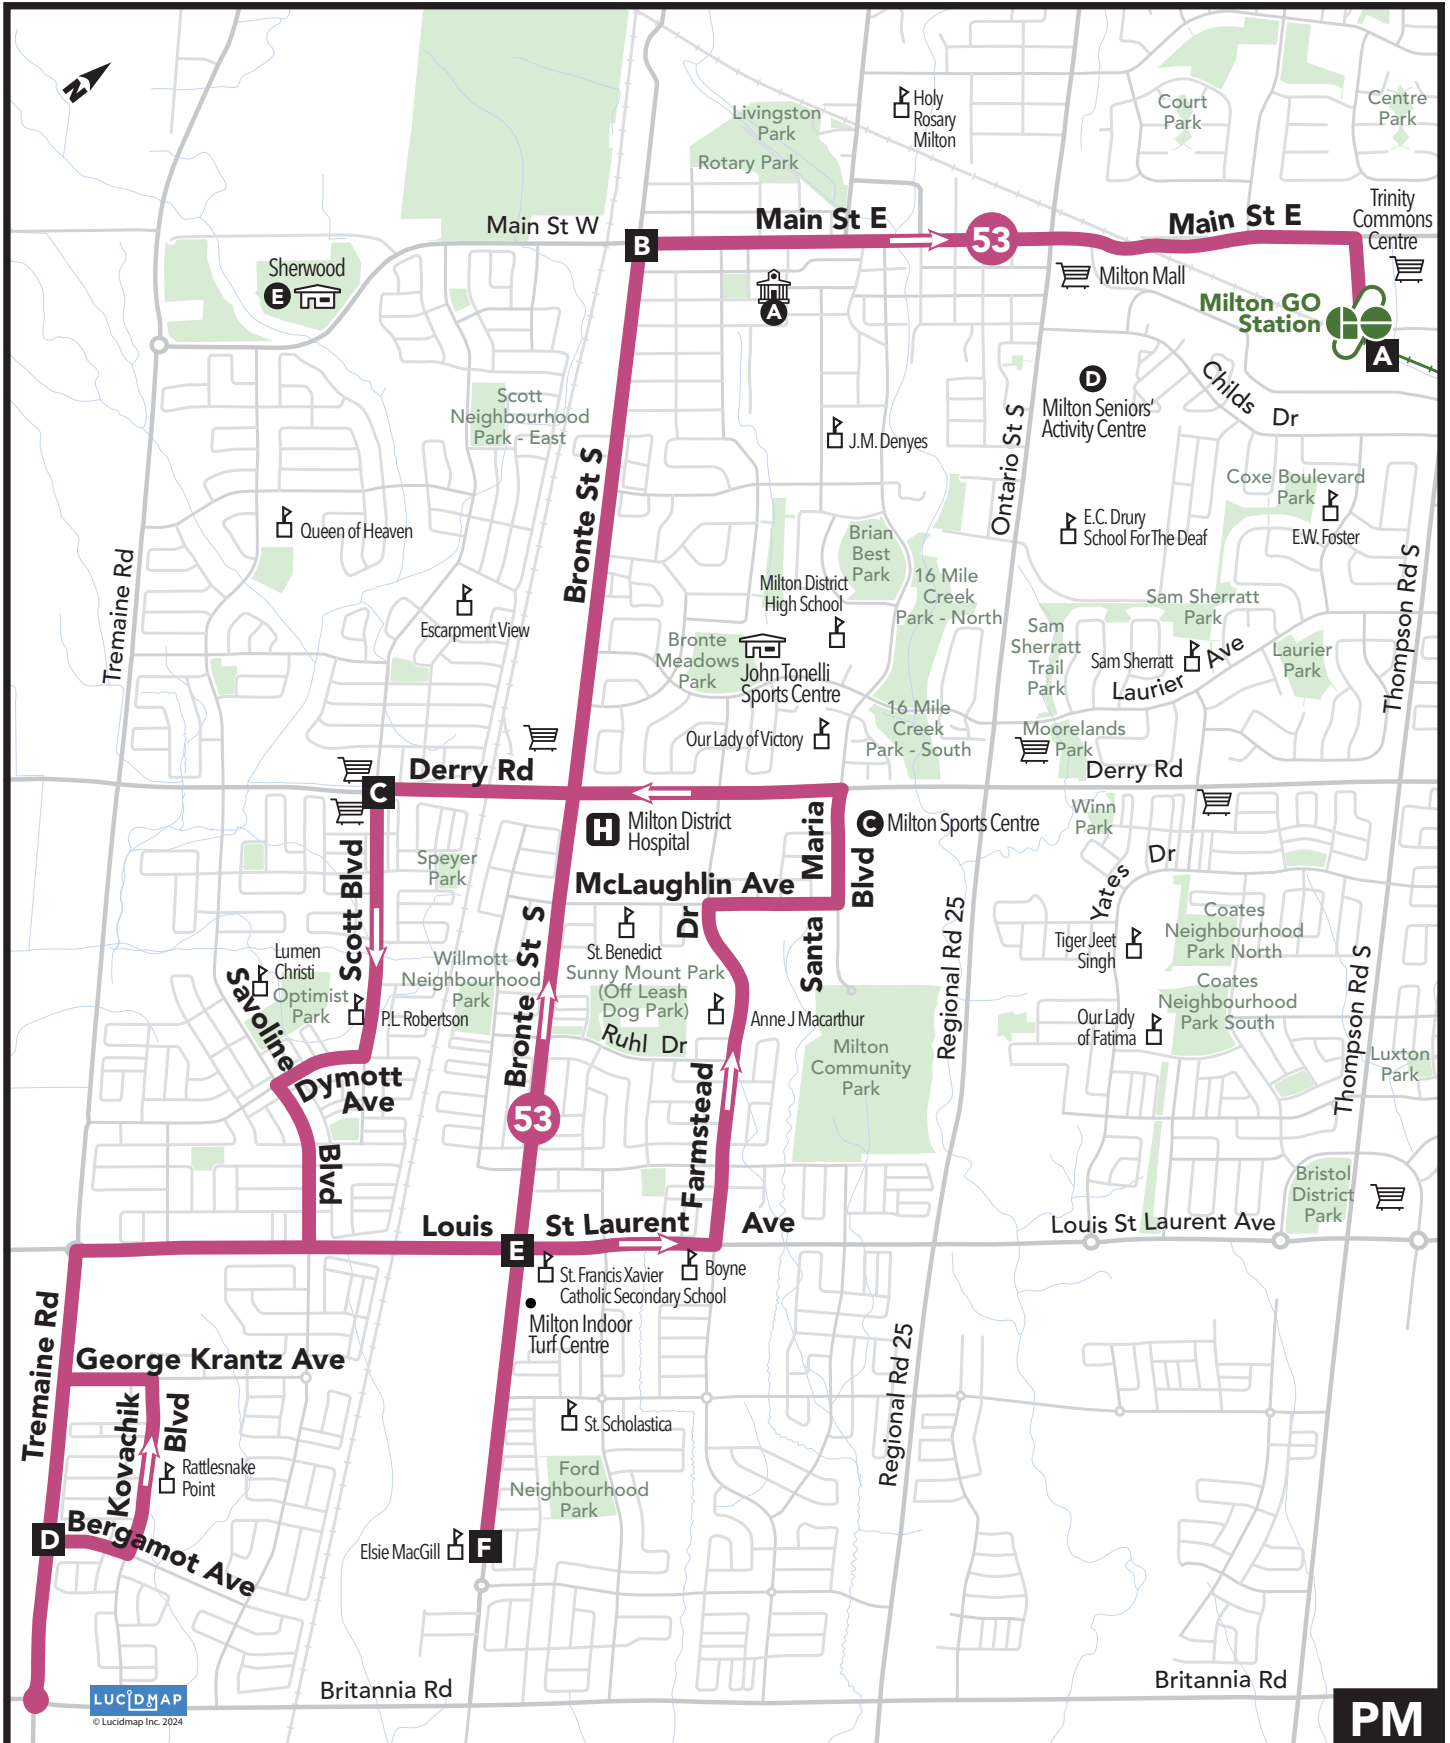 N
Livingston
Park
Rotary Park
Holy
Rosary
Milton
Court
Park
Centre
Park
Trinity
Commons
Centre
Main St W
B
Main St E
53
Main St E
Sherwood
E
A
Milton Mall
Milton GO
Station
A
Scott
Neighbourhood
Park - East
D
Milton Seniors'
Activity Centre
Childs Dr
J.M. Denyes
Ontario St S
Bronte St S
Queen of Heaven
Coxe Boulevard
Park
E.W. Foster
E.C. Drury
School For The Deaf
Brian
Best
Park
Tremaine Rd
Thompson Rd S
Escarpment View
Milton District
High School
16 Mile
Creek
Park - North
Sam Sherratt
Park
Sam
Sherratt
Trail
Park
Sam Sherratt
Laurier Ave
Laurier
Park
Bronte
Meadows
Park
John Tonelli
Sports Centre
16 Mile
Creek
Park - South
Our Lady of Victory
Moorelands
Park
C
Derry Rd
Derry Rd
H
Milton District
Hospital
C
Milton Sports Centre
Winn
Park
Santa Maria
Blvd
Scott Blvd
Speyer
Park
McLaughlin Ave
Yates Dr
Bronte St S
St. Benedict
Sunny Mount Park
(Off Leash
Dog Park)
Ruhl Dr
Farmstead Dr
Regional Rd 25
Tiger Jeet
Singh
Coates
Neighbourhood
Park North
Lumen
Christi
Savoline Blvd
Optimist
Park
P.L. Robertson
Willmott
Neighbourhood
Park
Anne J Macarthur
Milton
Community
Park
Our Lady
of Fatima
Coates
Neighbourhood
Park South
Thompson Rd S
Luxton
Park
Dymott
Ave
53
Bristol
District
Park
Louis St Laurent Ave
Louis St Laurent Ave
E
St. Francis Xavier
Catholic Secondary School
Boyne
Milton Indoor
Turf Centre
Tremaine Rd
George Krantz Ave
Kovachik Blvd
Rattlesnake
Point
Regional Rd 25
St. Scholastica
Ford
Neighbourhood
Park
D
Bergamot Ave
Elsie MacGill
F
Britannia Rd
Britannia Rd
LUCIDMAP
© Lucidmap Inc. 2024
PM